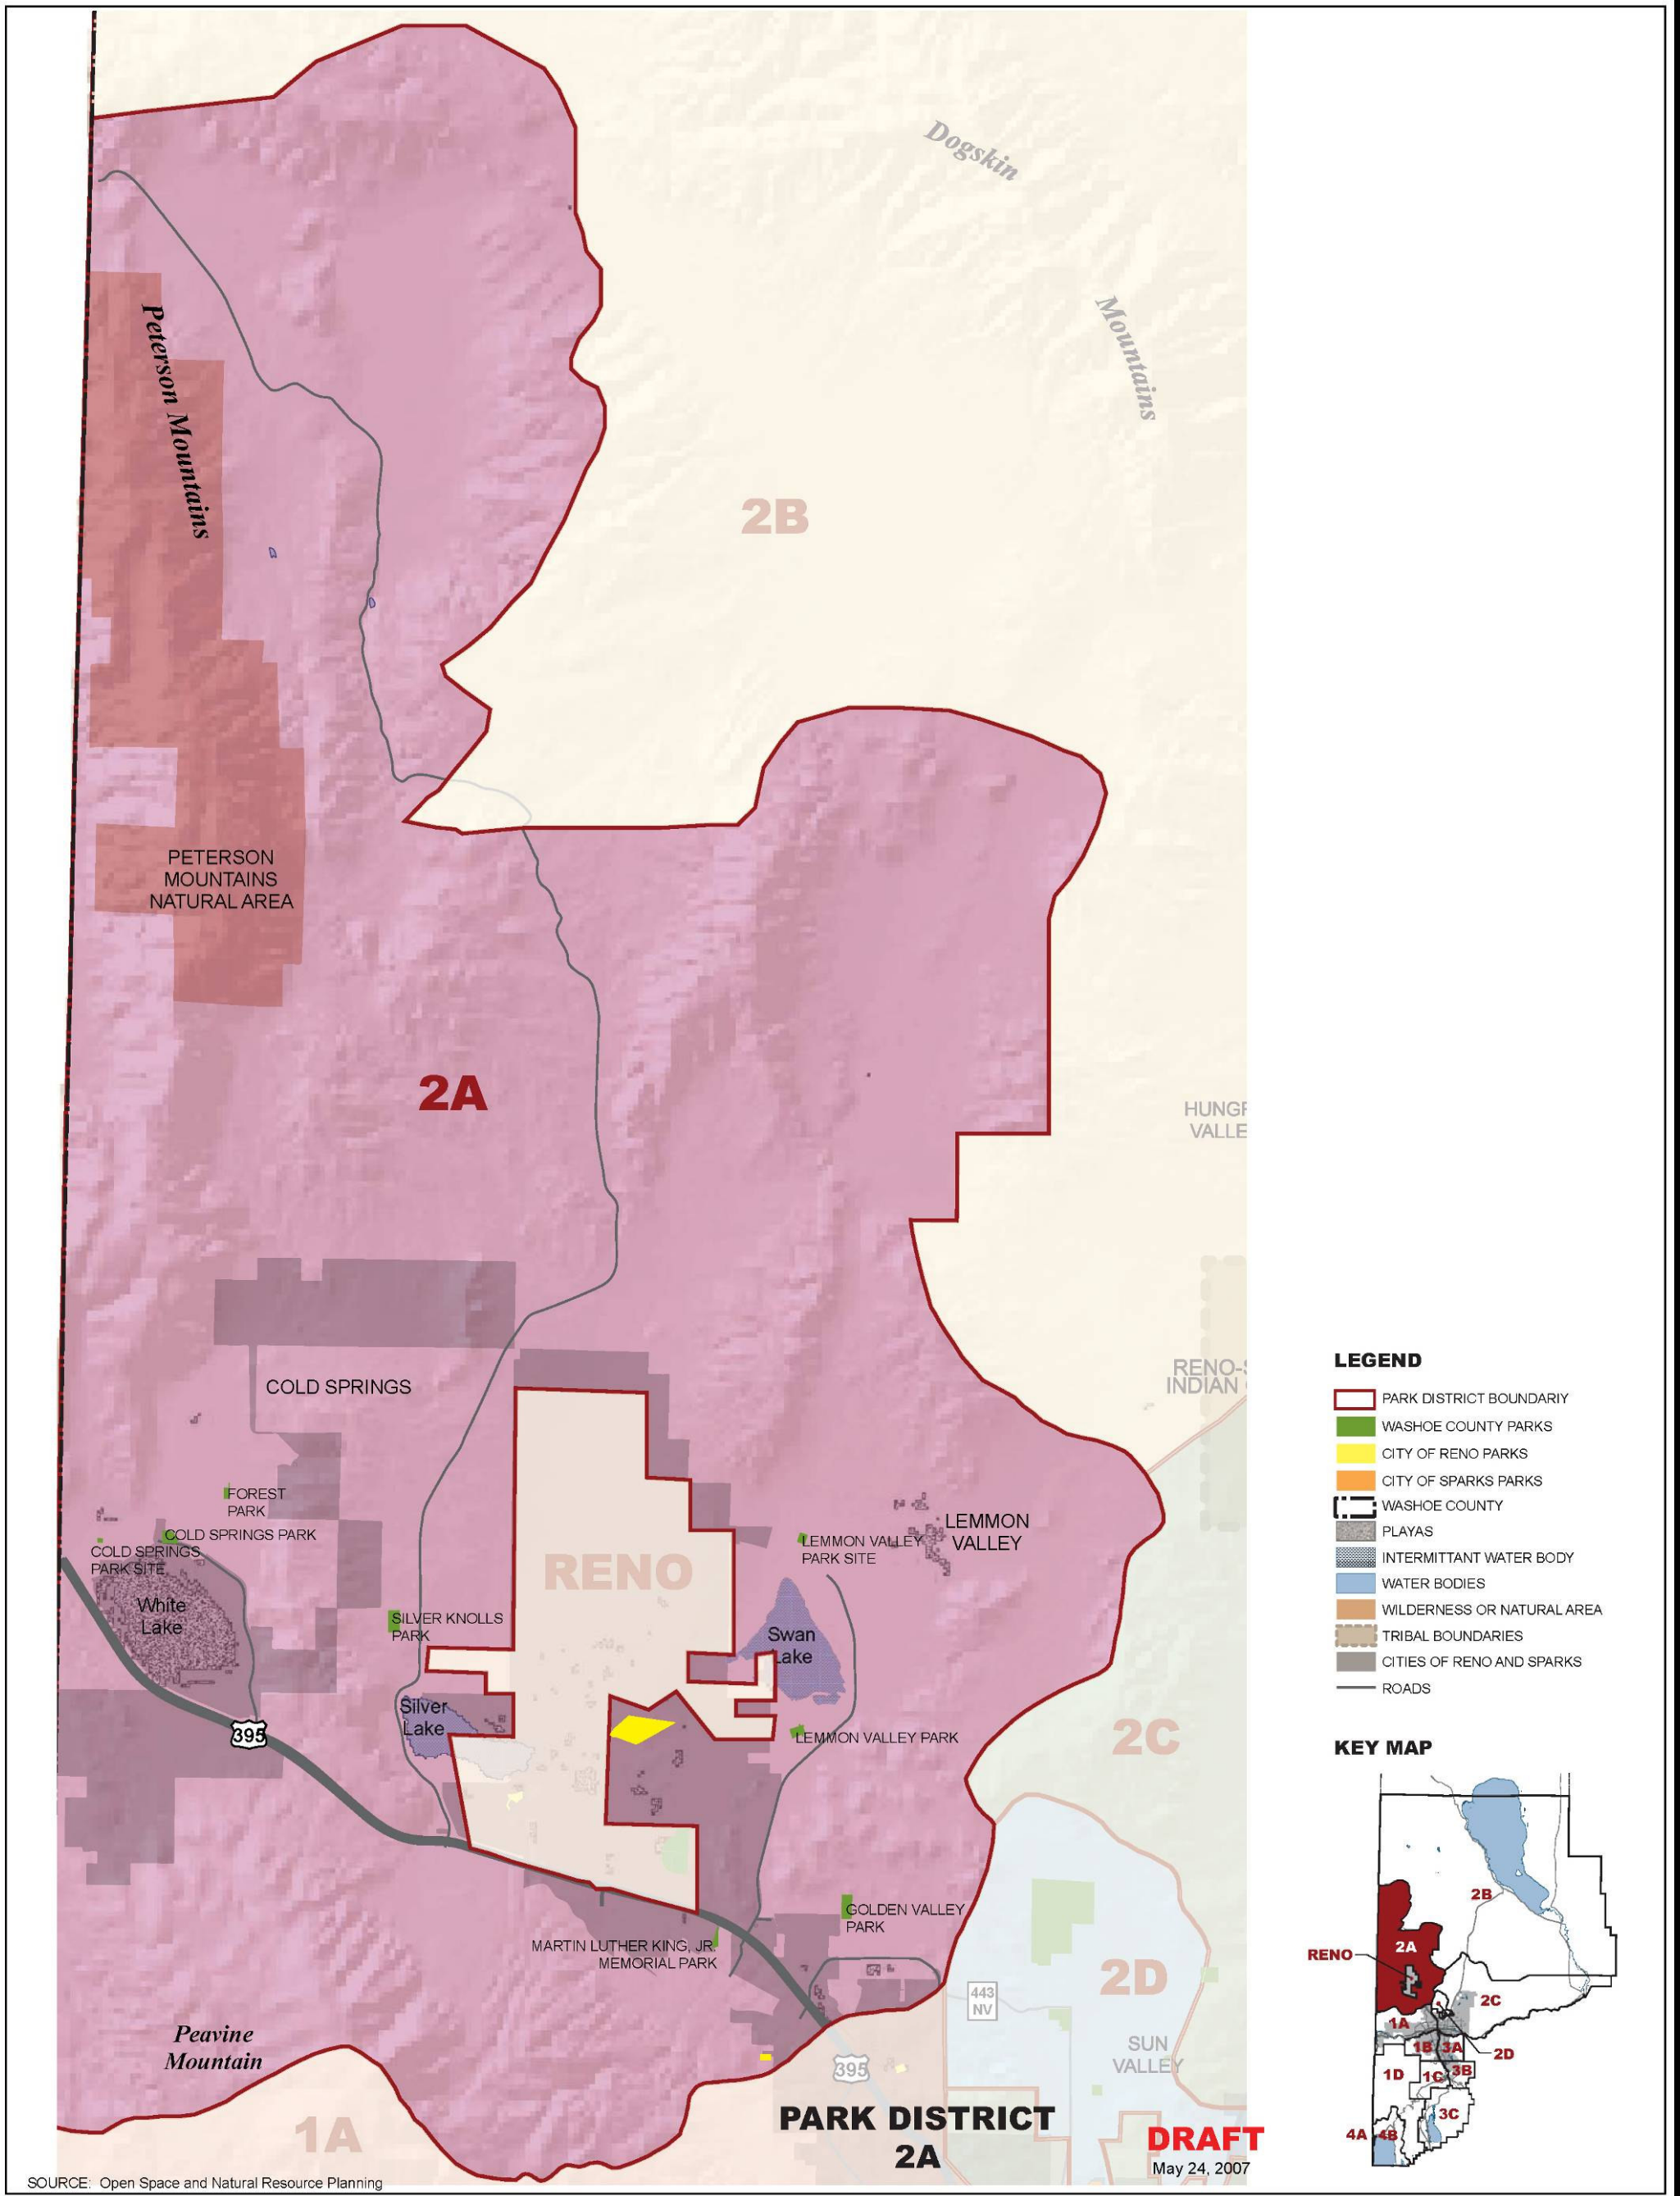 Dogskin
Mountains
Peterson Mountains
2B
PETERSON
MOUNTAINS
NATURAL AREA
2A
HUNGR
VALLE
RENO-S
INDIAN
COLD SPRINGS
FOREST
PARK
COLD SPRINGS PARK
COLD SPRINGS
PARK SITE
White
Lake
SILVER KNOLLS
PARK
RENO
LEMMON VALLEY
PARK SITE
LEMMON
VALLEY
Swan
Lake
Silver
Lake
395
LEMMON VALLEY PARK
2C
GOLDEN VALLEY
PARK
MARTIN LUTHER KING, JR.
MEMORIAL PARK
443
NV
2D
SUN
VALLEY
Peavine
Mountain
395
1A
PARK DISTRICT
2A
DRAFT
May 24, 2007
SOURCE: Open Space and Natural Resource Planning
LEGEND
PARK DISTRICT BOUNDARIY
WASHOE COUNTY PARKS
CITY OF RENO PARKS
CITY OF SPARKS PARKS
WASHOE COUNTY
PLAYAS
INTERMITTANT WATER BODY
WATER BODIES
WILDERNESS OR NATURAL AREA
TRIBAL BOUNDARIES
CITIES OF RENO AND SPARKS
ROADS
KEY MAP
2B
2A
RENO
2C
1A
1B
3A
2D
1D
1C
3B
3C
4A
4B